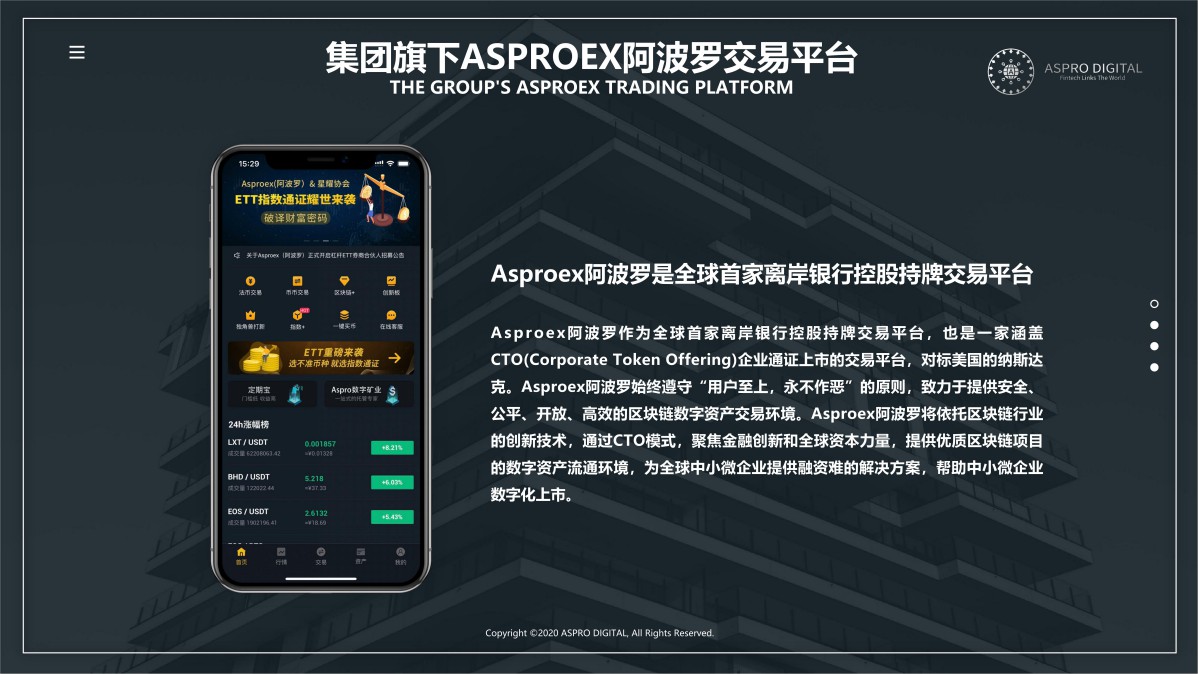 集团旗下ASPROEX阿波罗交易平台
THE GROUP'S ASPROEX TRADING PLATFORM
ASPRO DIGITAL
Fintech Links The World
15:29
Asproex(阿波罗）& 星耀协会
ETT指数通证耀世来袭
破译财富密码
关于Asproex（阿波罗）正式开启杠杆ETT券商合伙人招募公告
法币交易 币币交易 区块链+ 创新板
HOT
独角兽打新 指数+ 一键买币 在线客服
ETT重磅来袭
选不准币种 就选指数通证
定期宝 Aspro数字矿业
门槛低 收益高 一站式的托管专家
24h涨幅榜
LXT / USDT 0.001857 +6.21%
成交量 62208063.42 ≈¥0.01328
BHD / USDT 5.218 +6.03%
成交量 122022.44 ≈¥37.33
EOS / USDT 2.6132 +5.43%
成交量 1902196.41 ≈¥18.69
首页 行情 交易 资产 我的
Asproex阿波罗是全球首家离岸银行控股持牌交易平台
Asproex阿波罗作为全球首家离岸银行控股持牌交易平台，也是一家涵盖
CTO(Corporate Token Offering)企业通证上市的交易平台，对标美国的纳斯达
克。Asproex阿波罗始终遵守“用户至上，永不作恶”的原则，致力于提供安全、
公平、开放、高效的区块链数字资产交易环境。Asproex阿波罗将依托区块链行业
的创新技术，通过CTO模式，聚焦金融创新和全球资本力量，提供优质区块链项目
的数字资产流通环境，为全球中小微企业提供融资难的解决方案，帮助中小微企业
数字化上市。
Copyright ©2020 ASPRO DIGITAL, All Rights Reserved.